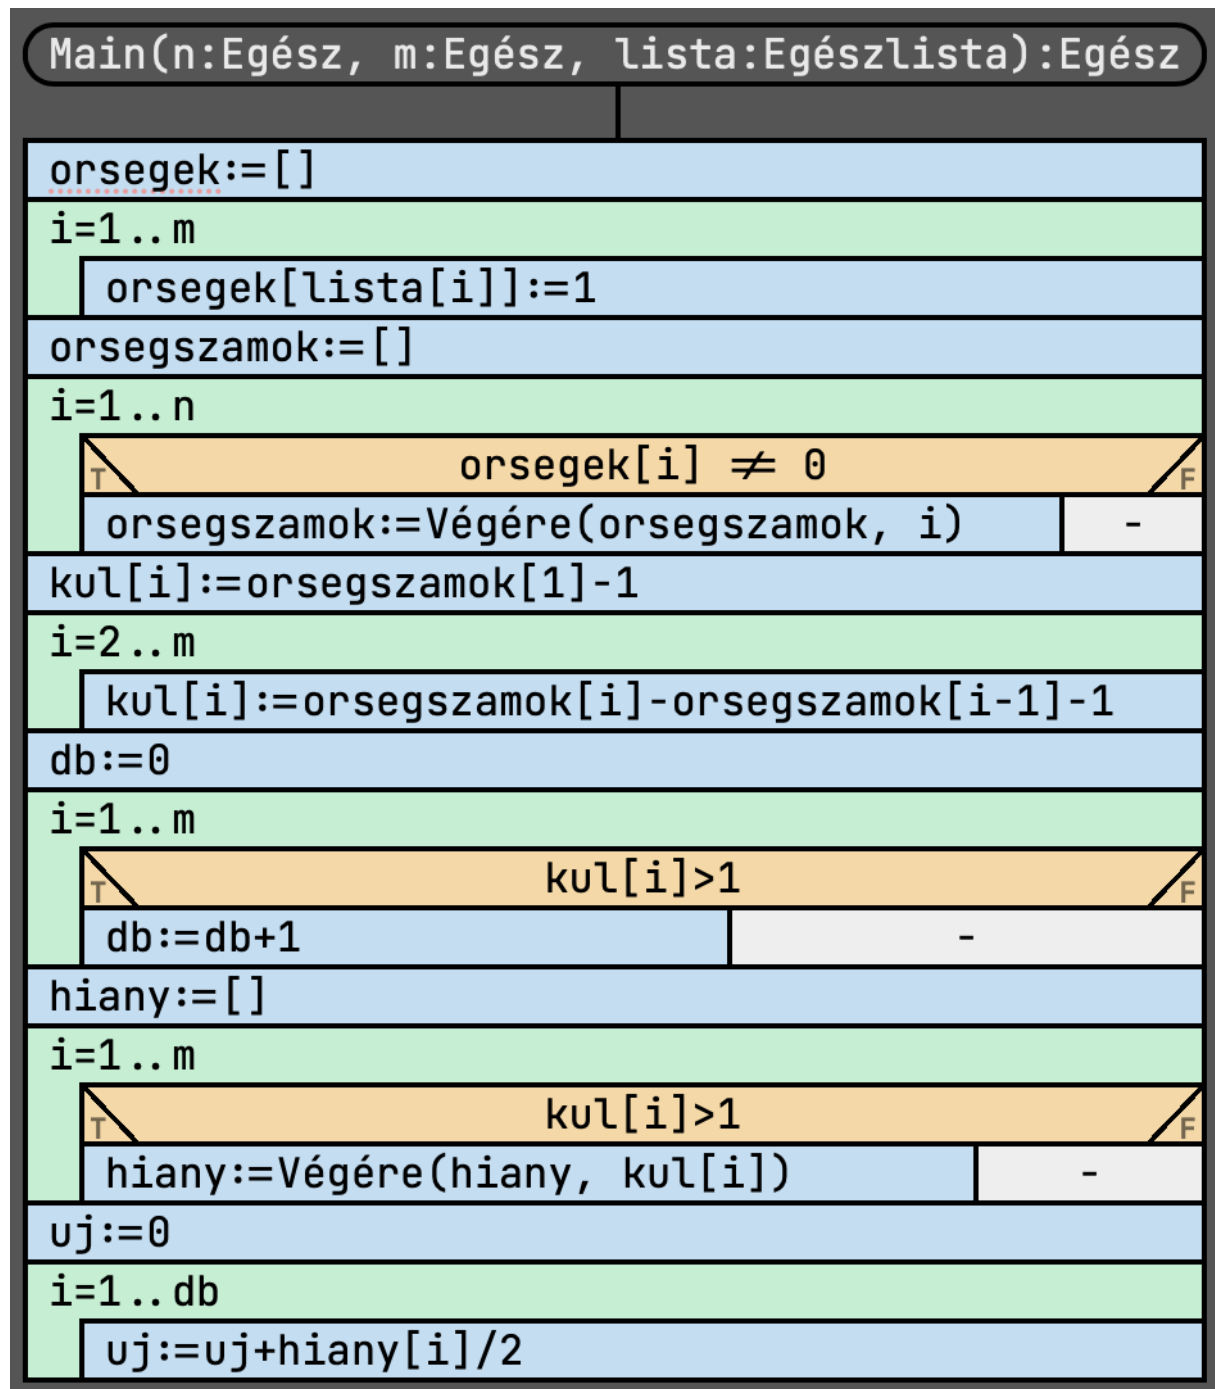 Main(n:Egész, m:Egész, lista:Egészlista):Egész
orsegek:=[]
i=1..m
orsegek[lista[i]]:=1
orsegszamok:=[]
i=1..n
T orsegek[i] ≠ 0 F
orsegszamok:=Végére(orsegszamok, i) -
kul[i]:=orsegszamok[1]-1
i=2..m
kul[i]:=orsegszamok[i]-orsegszamok[i-1]-1
db:=0
i=1..m
T kul[i]>1 F
db:=db+1 -
hiany:=[]
i=1..m
T kul[i]>1 F
hiany:=Végére(hiany, kul[i]) -
uj:=0
i=1..db
uj:=uj+hiany[i]/2